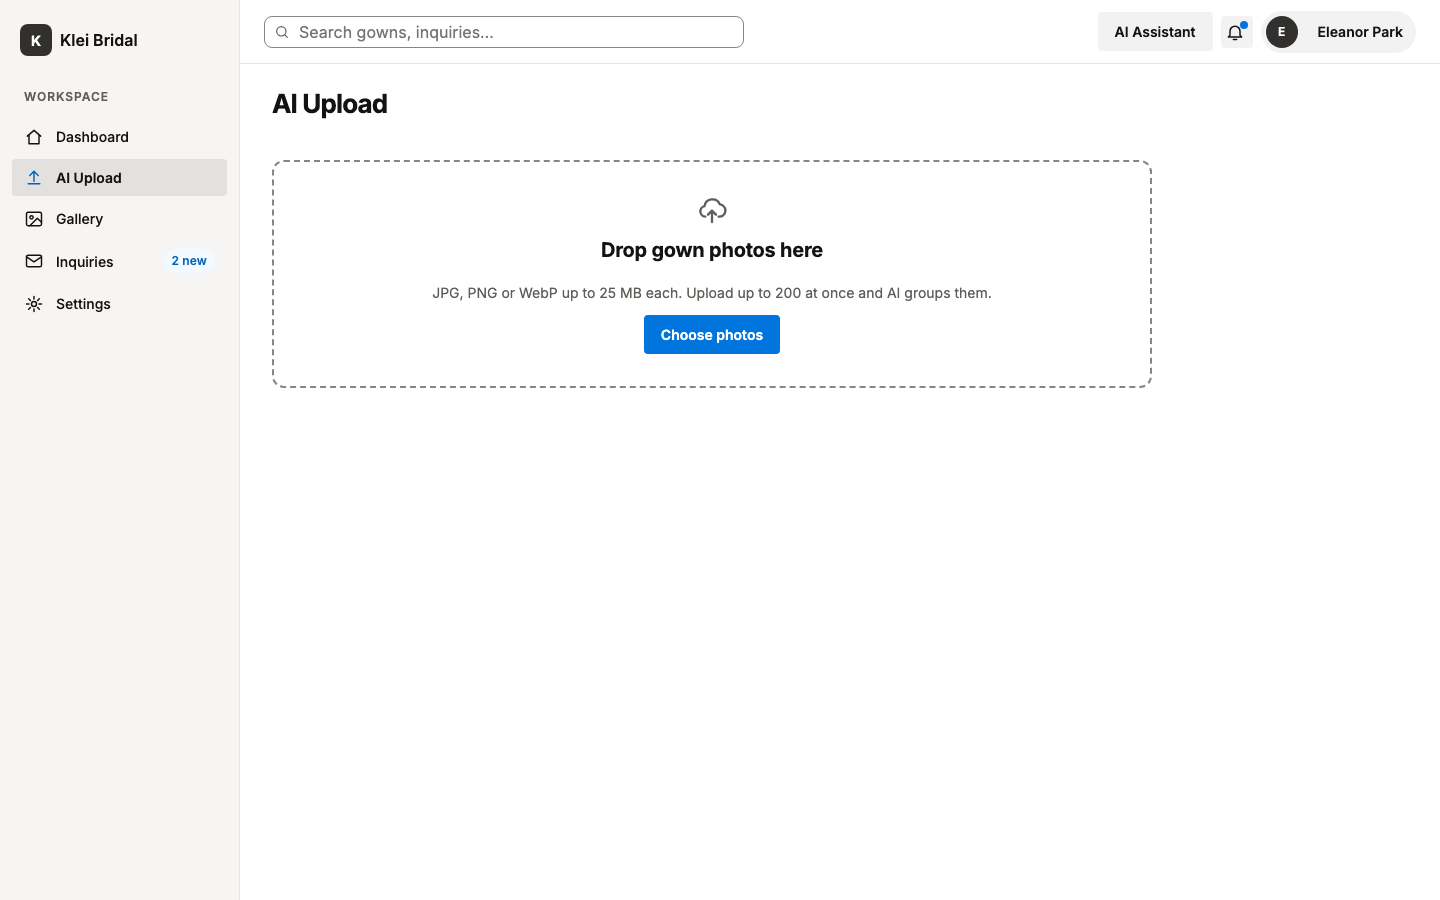 K
Klei Bridal
WORKSPACE
Dashboard
AI Upload
Gallery
Inquiries
2 new
Settings
Search gowns, inquiries...
AI Assistant
E
Eleanor Park
AI Upload
Drop gown photos here
JPG, PNG or WebP up to 25 MB each. Upload up to 200 at once and AI groups them.
Choose photos